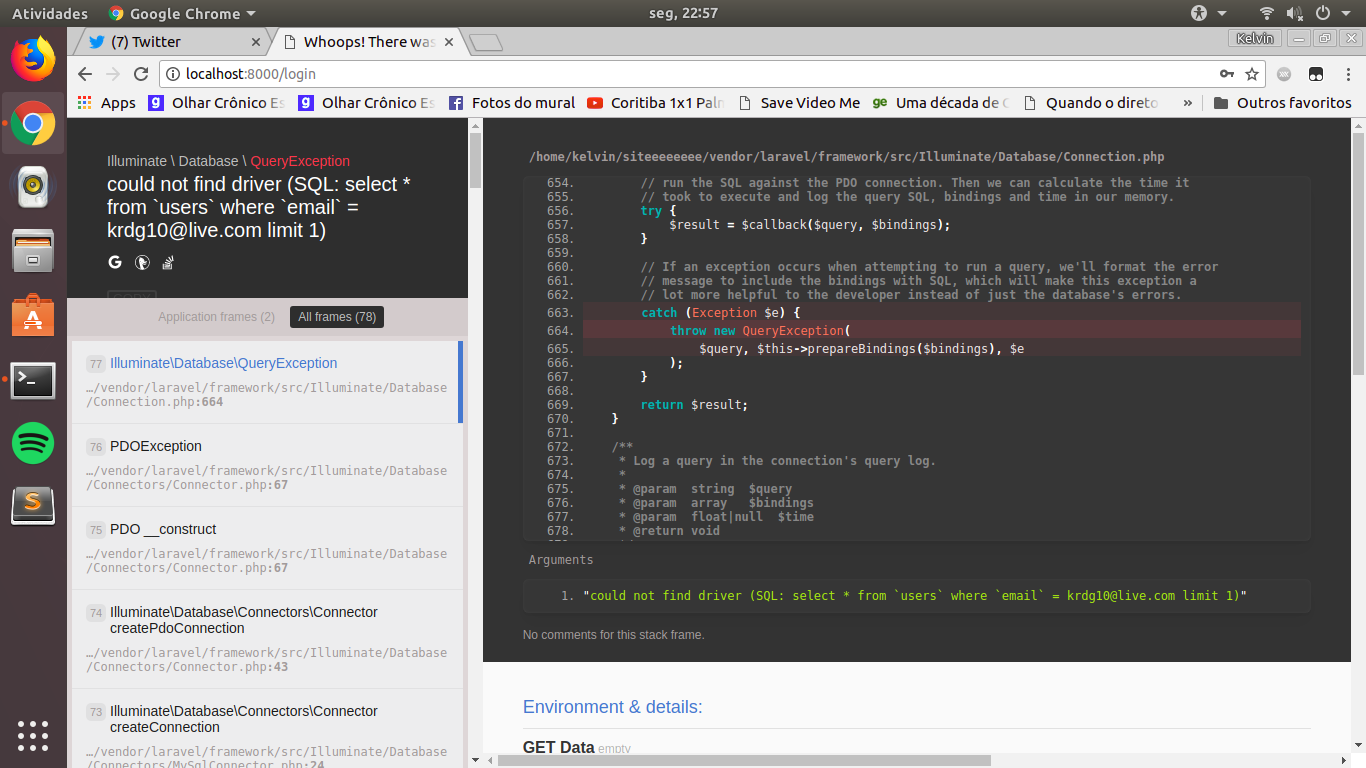 Atividades
Google Chrome
seg, 22:57
(7) Twitter
Whoops! There was
Kelvin
localhost:8000/login
Apps
Olhar Crônico Es
Olhar Crônico Es
Fotos do mural
Coritiba 1x1 Palm
Save Video Me
ge
Uma década de
Quando o direto
»
Outros favoritos
Illuminate \ Database \ QueryException
could not find driver (SQL: select *
from `users` where `email` =
krdg10@live.com limit 1)
COPY
Application frames (2)
All frames (78)
77 Illuminate\Database\QueryException
…/vendor/laravel/framework/src/Illuminate/Database
/Connection.php:664
76 PDOException
…/vendor/laravel/framework/src/Illuminate/Database
/Connectors/Connector.php:67
75 PDO __construct
…/vendor/laravel/framework/src/Illuminate/Database
/Connectors/Connector.php:67
74 Illuminate\Database\Connectors\Connector
createPdoConnection
…/vendor/laravel/framework/src/Illuminate/Database
/Connectors/Connector.php:43
73 Illuminate\Database\Connectors\Connector
createConnection
…/vendor/laravel/framework/src/Illuminate/Database
/Connectors/MySqlConnector.php:24
/home/kelvin/siteeeeeeee/vendor/laravel/framework/src/Illuminate/Database/Connection.php
654. // run the SQL against the PDO connection. Then we can calculate the time it
655. // took to execute and log the query SQL, bindings and time in our memory.
656. try {
657. $result = $callback($query, $bindings);
658. }
659.
660. // If an exception occurs when attempting to run a query, we'll format the error
661. // message to include the bindings with SQL, which will make this exception a
662. // lot more helpful to the developer instead of just the database's errors.
663. catch (Exception $e) {
664. throw new QueryException(
665. $query, $this->prepareBindings($bindings), $e
666. );
667. }
668.
669. return $result;
670. }
671.
672. /**
673. * Log a query in the connection's query log.
674. *
675. * @param  string  $query
676. * @param  array   $bindings
677. * @param  float|null  $time
678. * @return void
Arguments
1. "could not find driver (SQL: select * from `users` where `email` = krdg10@live.com limit 1)"
No comments for this stack frame.
Environment & details:
GET Data empty